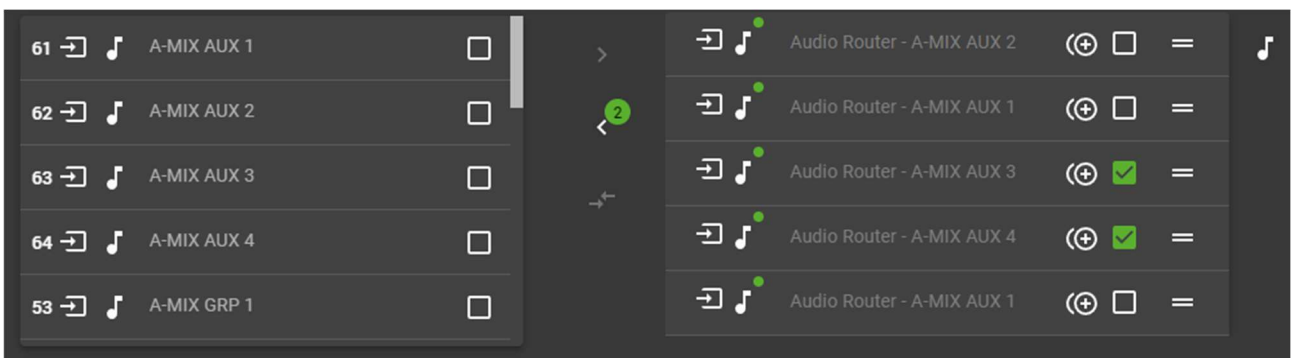 61 A-MIX AUX 1
62 A-MIX AUX 2
63 A-MIX AUX 3
64 A-MIX AUX 4
53 A-MIX GRP 1
2
Audio Router - A-MIX AUX 2
Audio Router - A-MIX AUX 1
Audio Router - A-MIX AUX 3
Audio Router - A-MIX AUX 4
Audio Router - A-MIX AUX 1